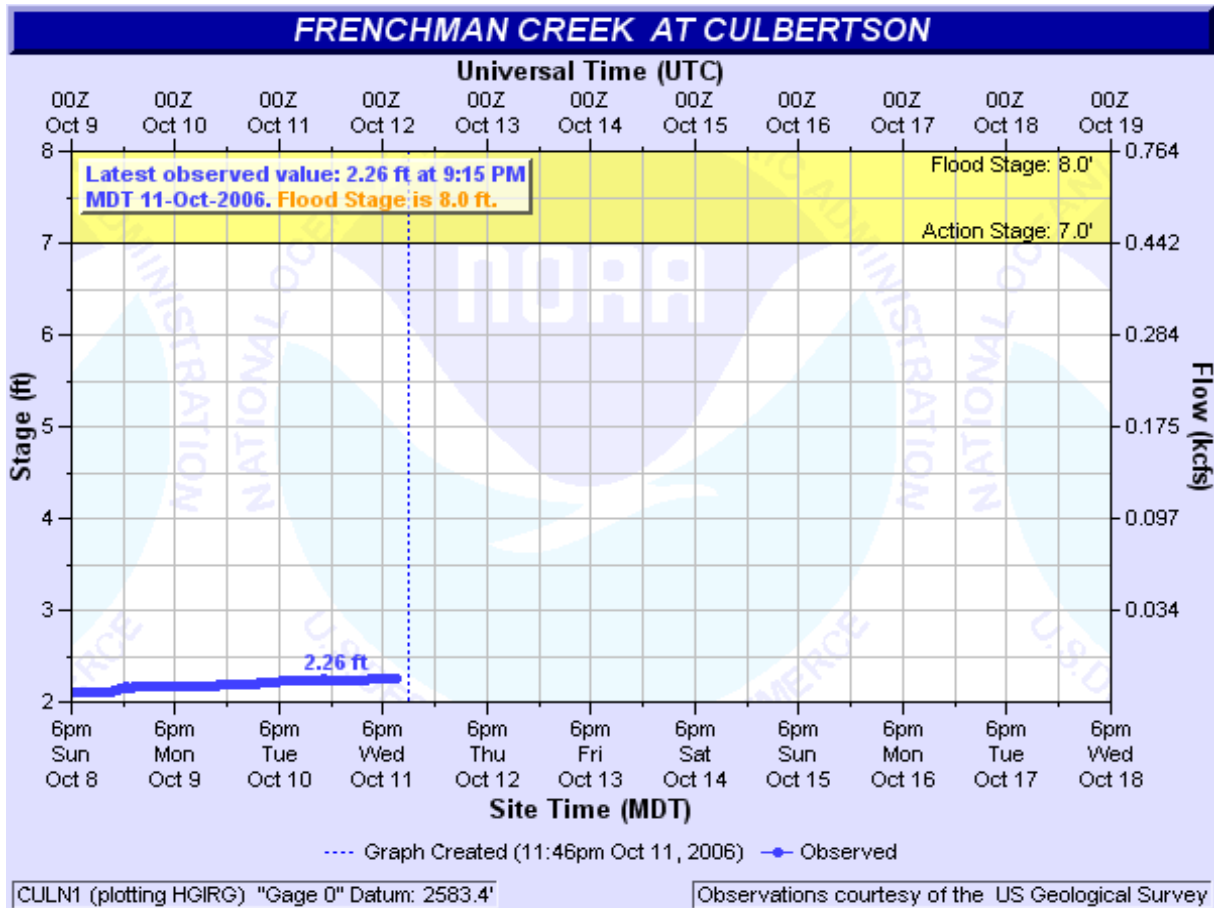 FRENCHMAN CREEK AT CULBERTSON
Universal Time (UTC)
00Z 00Z 00Z 00Z 00Z 00Z 00Z 00Z 00Z 00Z 00Z
Oct 9 Oct 10 Oct 11 Oct 12 Oct 13 Oct 14 Oct 15 Oct 16 Oct 17 Oct 18 Oct 19
Latest observed value: 2.26 ft at 9:15 PM
MDT 11-Oct-2006. Flood Stage is 8.0 ft.
Flood Stage: 8.0'
Action Stage: 7.0'
NOAA
8 0.764
7 0.442
6 0.284
5 0.175
4 0.097
3 0.034
2
Stage (ft)
Flow (kcfs)
2.26 ft
6pm 6pm 6pm 6pm 6pm 6pm 6pm 6pm 6pm 6pm 6pm
Sun Mon Tue Wed Thu Fri Sat Sun Mon Tue Wed
Oct 8 Oct 9 Oct 10 Oct 11 Oct 12 Oct 13 Oct 14 Oct 15 Oct 16 Oct 17 Oct 18
Site Time (MDT)
Graph Created (11:46pm Oct 11, 2006) Observed
CULN1 (plotting HGIRG) "Gage 0" Datum: 2583.4'
Observations courtesy of the US Geological Survey